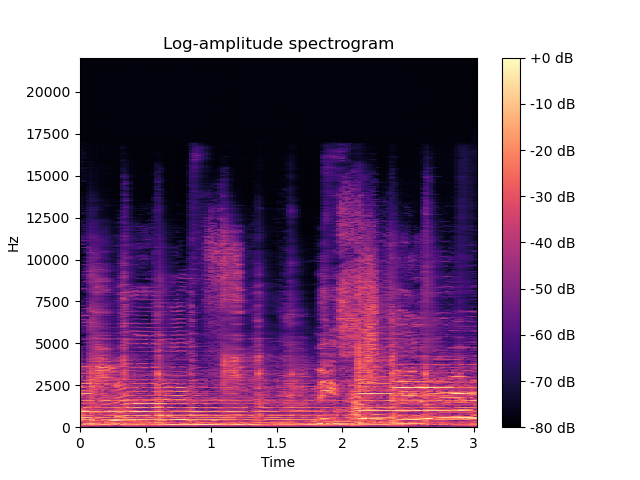 Log-amplitude spectrogram
Hz
20000
17500
15000
12500
10000
7500
5000
2500
0
0 0.5 1 1.5 2 2.5 3
Time
+0 dB
-10 dB
-20 dB
-30 dB
-40 dB
-50 dB
-60 dB
-70 dB
-80 dB